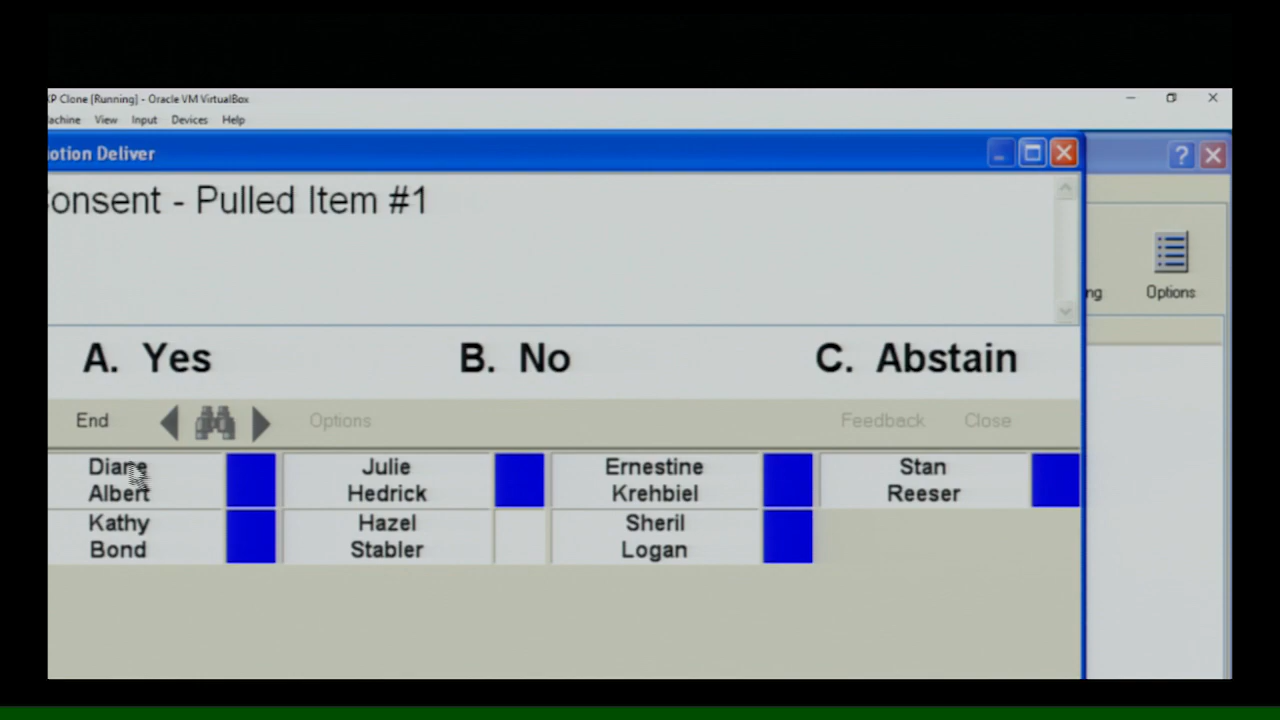 XP Clone [Running] - Oracle VM VirtualBox
achine View Input Devices Help
otion Deliver
onsent - Pulled Item #1
ng Options
A. Yes B. No C. Abstain
End Options Feedback Close
Diane Julie Ernestine Stan
Albert Hedrick Krehbiel Reeser
Kathy Hazel Sheril
Bond Stabler Logan